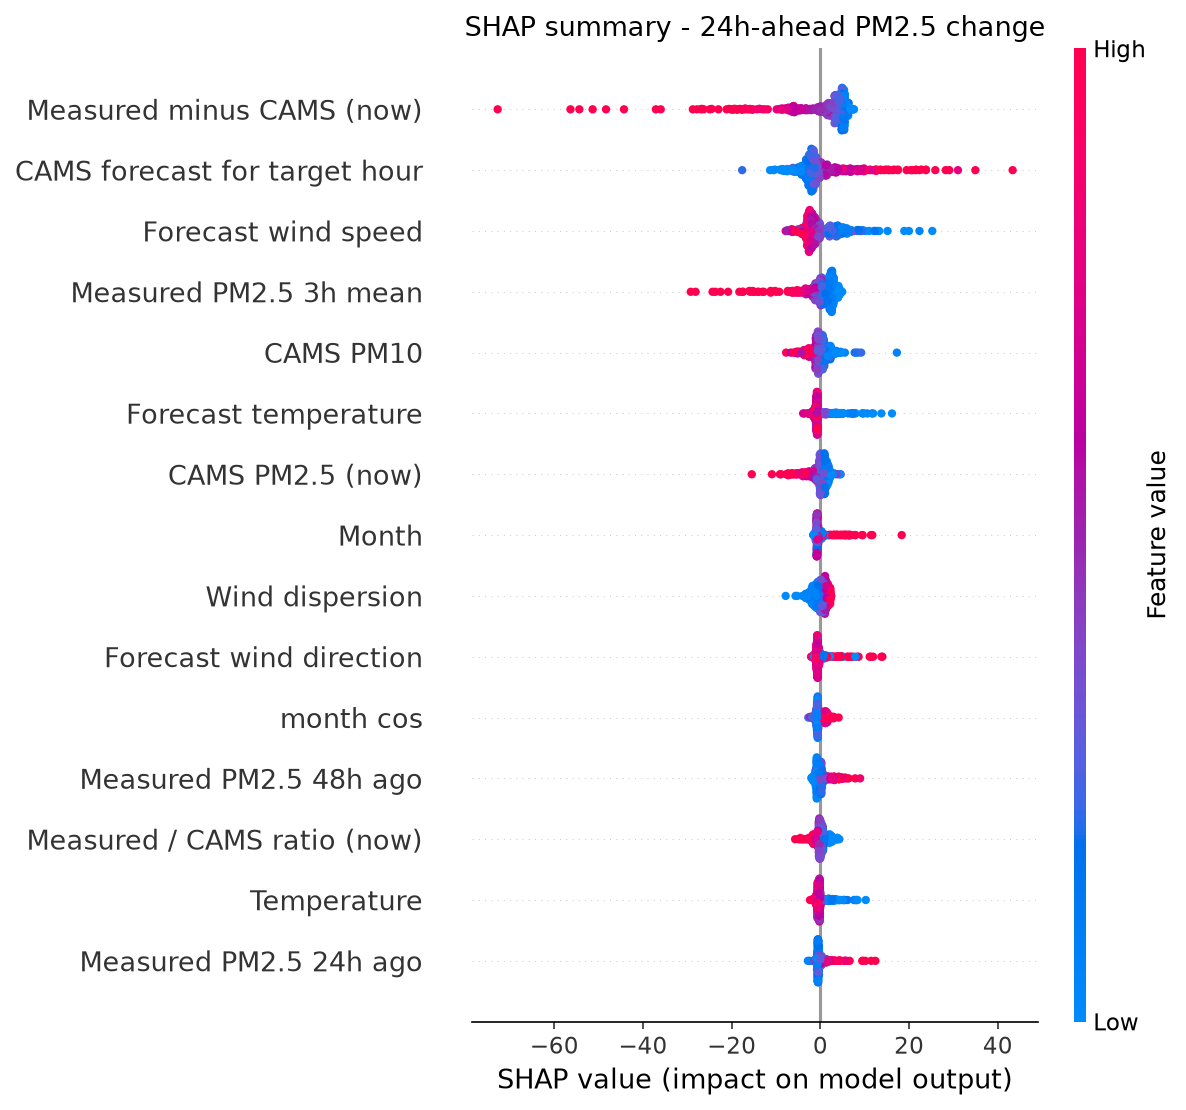 SHAP summary - 24h-ahead PM2.5 change
High
Measured minus CAMS (now)
CAMS forecast for target hour
Forecast wind speed
Measured PM2.5 3h mean
CAMS PM10
Forecast temperature
CAMS PM2.5 (now)
Month
Wind dispersion
Forecast wind direction
month cos
Measured PM2.5 48h ago
Measured / CAMS ratio (now)
Temperature
Measured PM2.5 24h ago
Feature value
Low
−60 −40 −20 0 20 40
SHAP value (impact on model output)